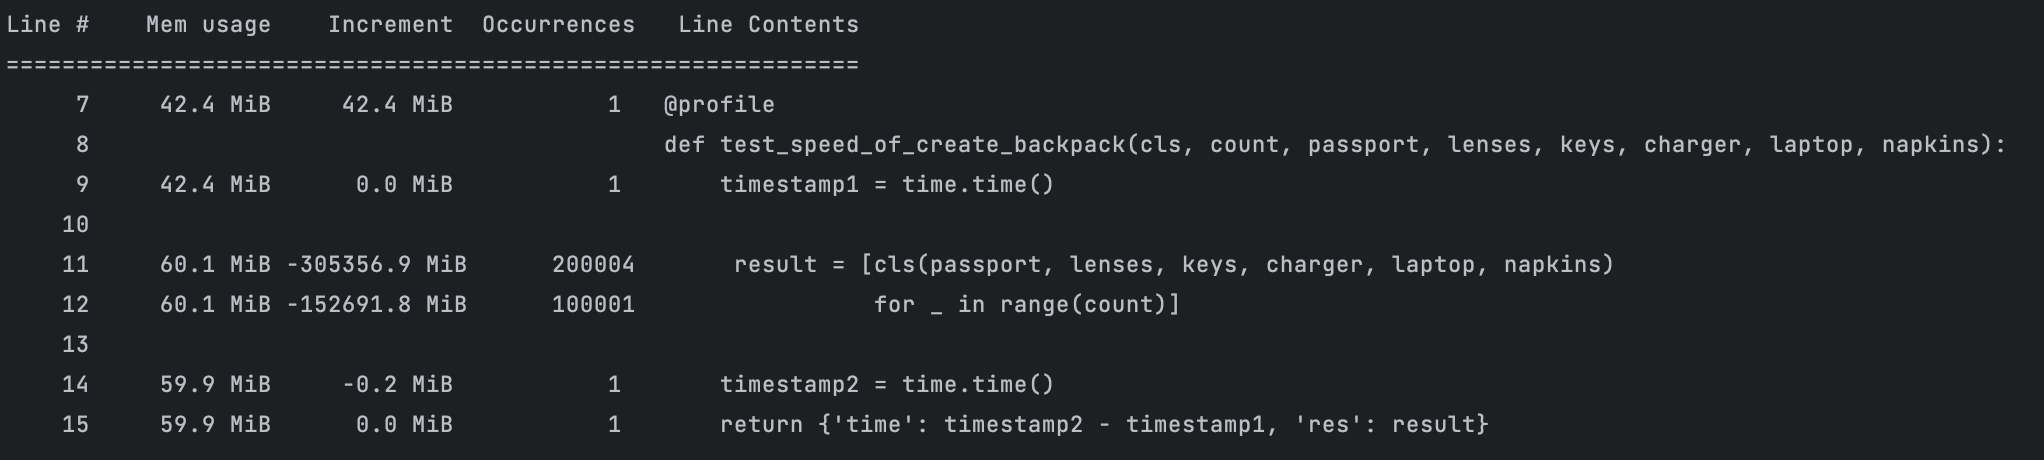 Line #    Mem usage    Increment  Occurrences   Line Contents
=============================================================
     7     42.4 MiB     42.4 MiB           1   @profile
     8                                         def test_speed_of_create_backpack(cls, count, passport, lenses, keys, charger, laptop, napkins):
     9     42.4 MiB      0.0 MiB           1       timestamp1 = time.time()
    10
    11     60.1 MiB -305356.9 MiB      200004       result = [cls(passport, lenses, keys, charger, laptop, napkins)
    12     60.1 MiB -152691.8 MiB      100001                 for _ in range(count)]
    13
    14     59.9 MiB     -0.2 MiB           1       timestamp2 = time.time()
    15     59.9 MiB      0.0 MiB           1       return {'time': timestamp2 - timestamp1, 'res': result}